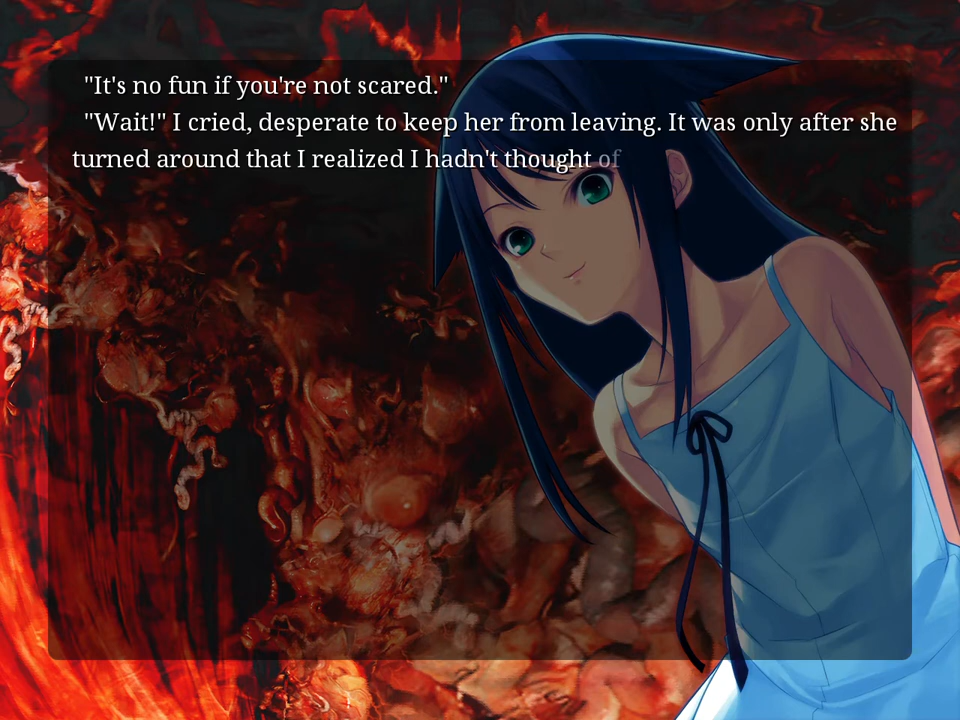 "It's no fun if you're not scared."
"Wait!" I cried, desperate to keep her from leaving. It was only after she
turned around that I realized I hadn't thought of